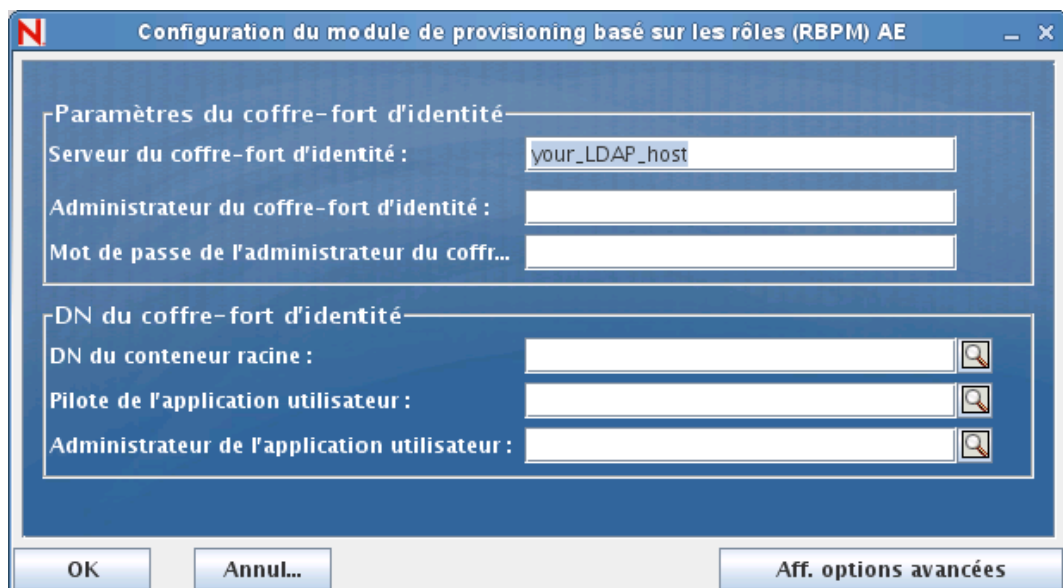 N Configuration du module de provisioning basé sur les rôles (RBPM) AE
Paramètres du coffre-fort d'identité
Serveur du coffre-fort d'identité : your_LDAP_host
Administrateur du coffre-fort d'identité :
Mot de passe de l'administrateur du coffr...
DN du coffre-fort d'identité
DN du conteneur racine :
Pilote de l'application utilisateur :
Administrateur de l'application utilisateur :
OK Annul... Aff. options avancées